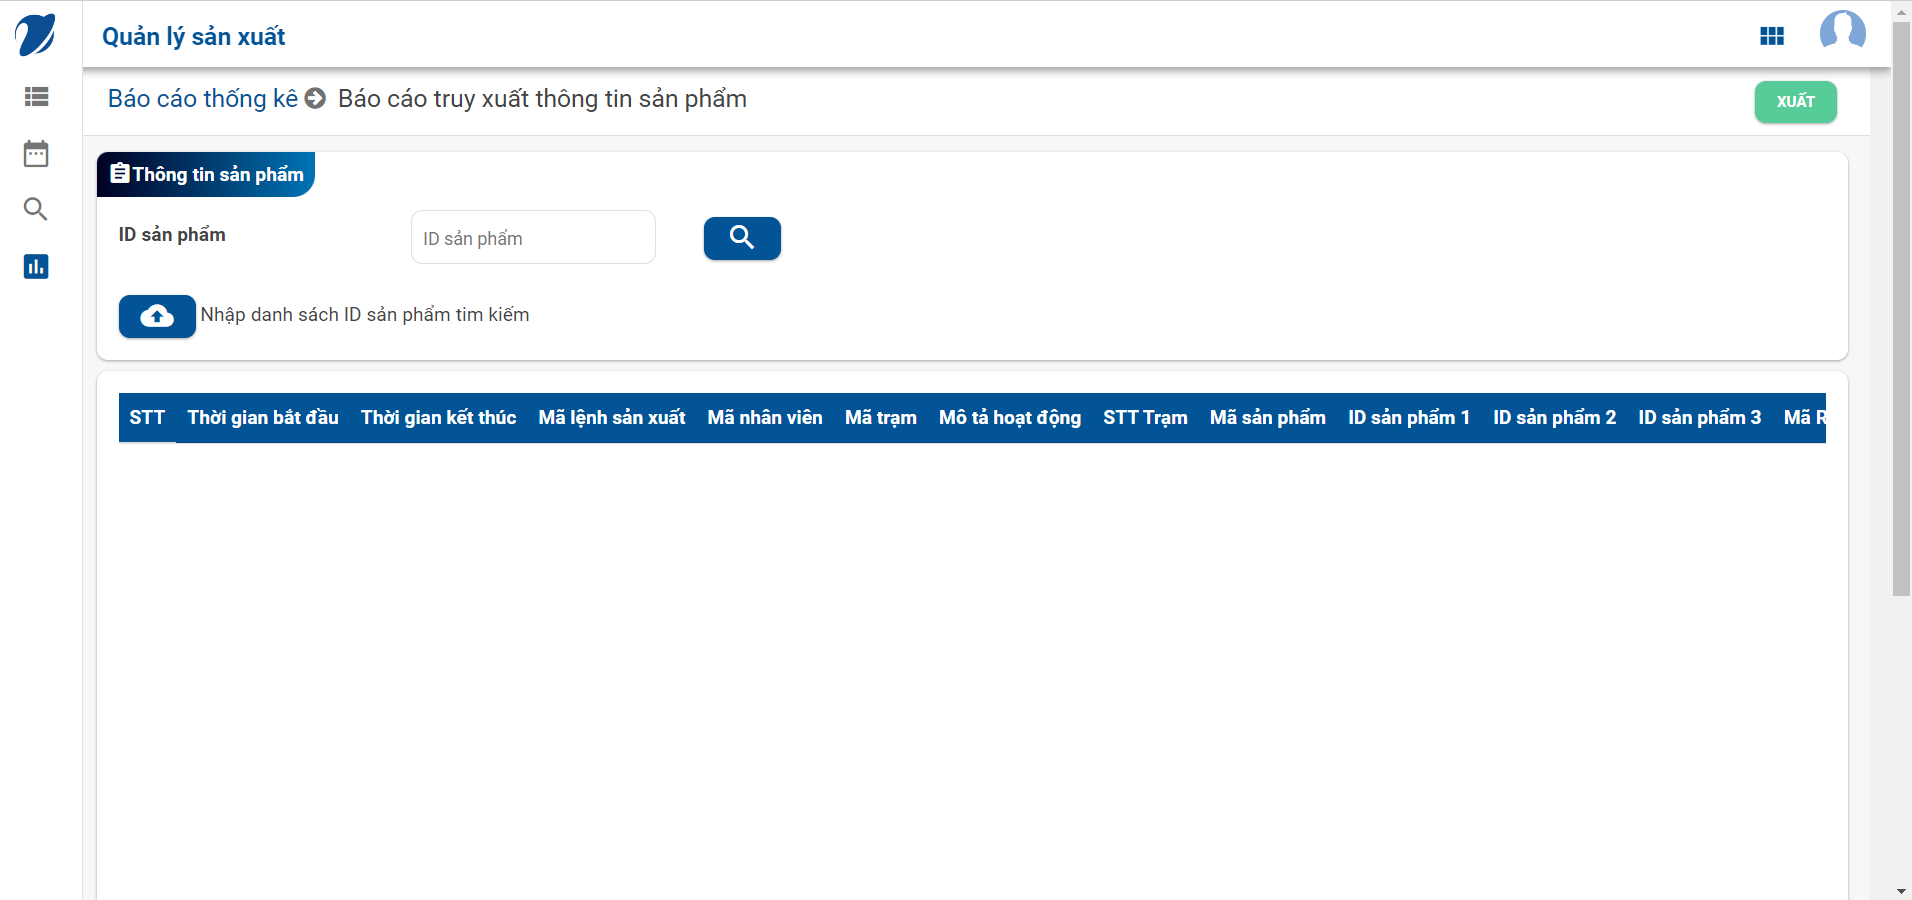 Quản lý sản xuất
Báo cáo thống kê Báo cáo truy xuất thông tin sản phẩm
XUẤT
Thông tin sản phẩm
ID sản phẩm
ID sản phẩm
Nhập danh sách ID sản phẩm tim kiếm
STT Thời gian bắt đầu Thời gian kết thúc Mã lệnh sản xuất Mã nhân viên Mã trạm Mô tả hoạt động STT Trạm Mã sản phẩm ID sản phẩm 1 ID sản phẩm 2 ID sản phẩm 3 Mã